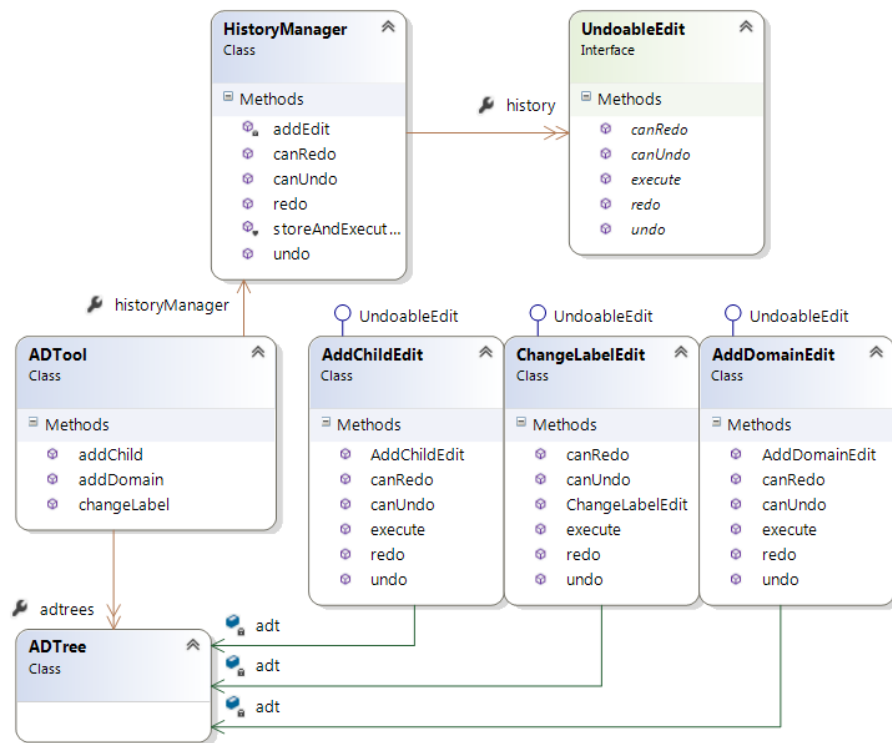 HistoryManager
Class
Methods
addEdit
canRedo
canUndo
redo
storeAndExecut...
undo
history
UndoableEdit
Interface
Methods
canRedo
canUndo
execute
redo
undo
historyManager
ADTool
Class
Methods
addChild
addDomain
changeLabel
UndoableEdit
AddChildEdit
Class
Methods
AddChildEdit
canRedo
canUndo
execute
redo
undo
UndoableEdit
ChangeLabelEdit
Class
Methods
canRedo
canUndo
ChangeLabelEdit
execute
redo
undo
UndoableEdit
AddDomainEdit
Class
Methods
AddDomainEdit
canRedo
canUndo
execute
redo
undo
adtrees
ADTree
Class
adt
adt
adt